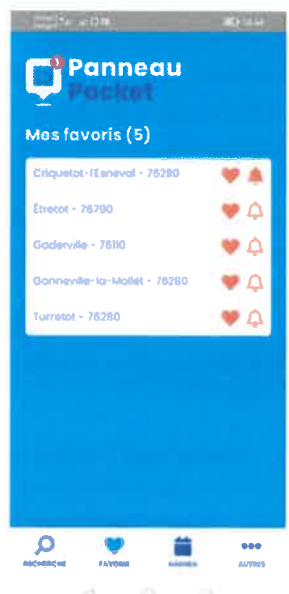 Panneau
Pocket
Mes favoris (5)
Criquetot-l'Esneval - 76280
Étretat - 76790
Goderville - 76110
Gonneville-la-Mallet - 76280
Turretot - 76280
RECHERCHE FAVORIS AGENDA AUTRES